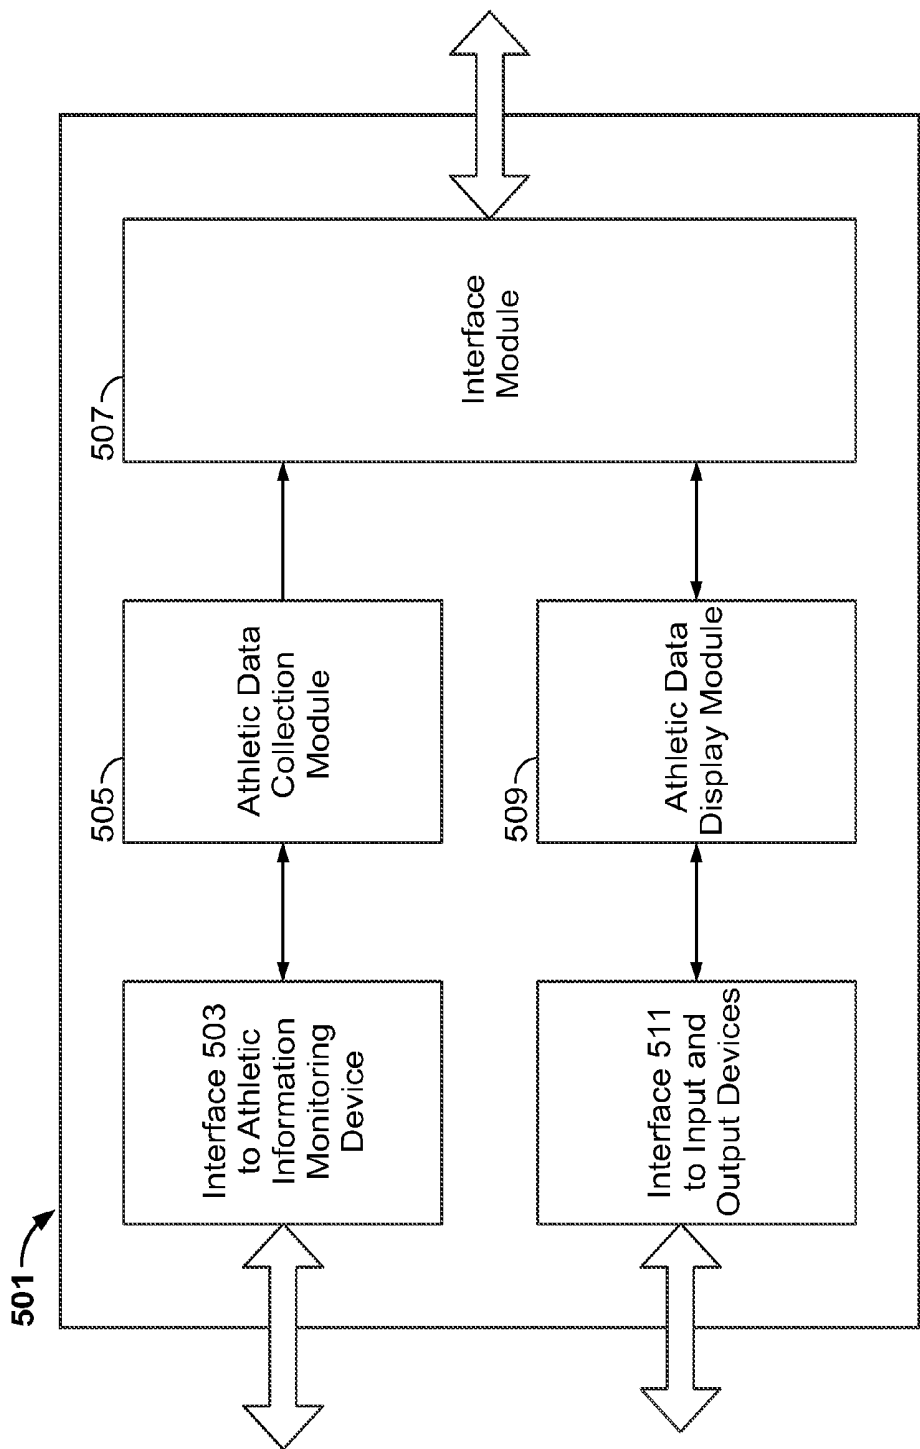 501
Interface 503
to Athletic
Information
Monitoring
Device
505
Athletic Data
Collection
Module
507
Interface
Module
Interface 511
to Input and
Output Devices
509
Athletic Data
Display Module